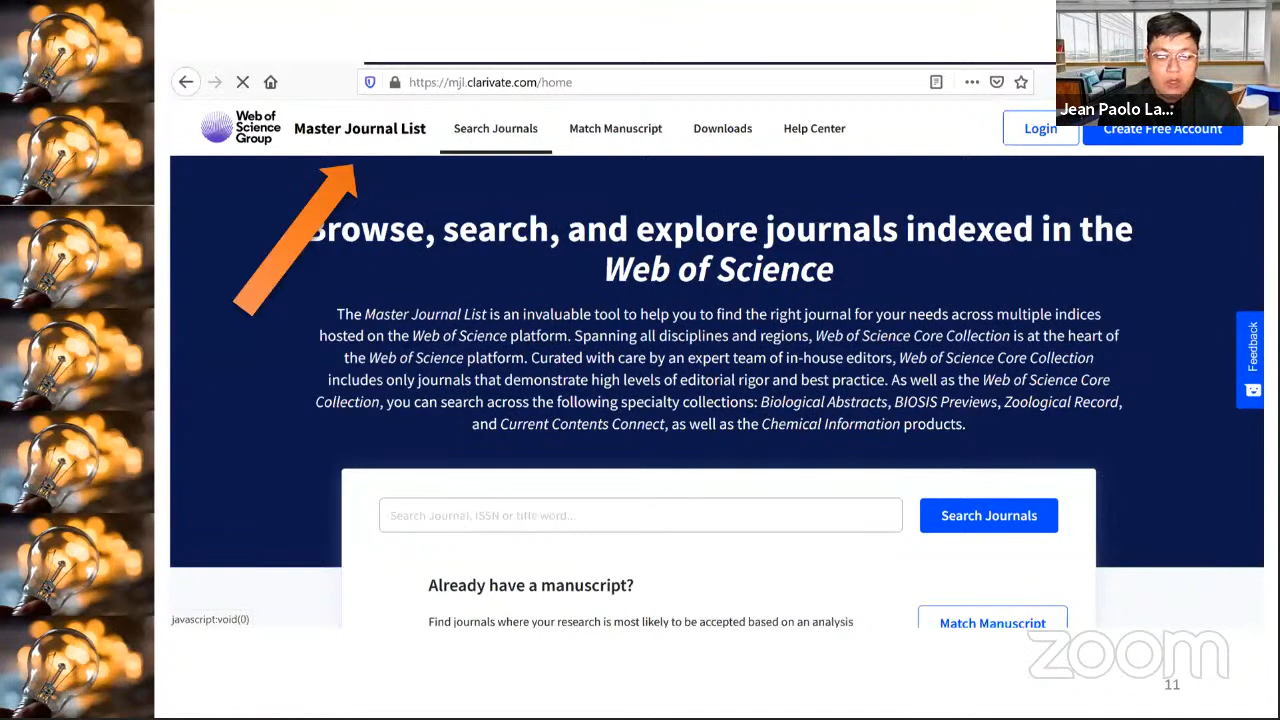 Jean Paolo La...
https://mjl.clarivate.com/home
Web of
Science
Group
Master Journal List
Search Journals
Match Manuscript
Downloads
Help Center
Login
Create Free Account
Browse, search, and explore journals indexed in the
Web of Science
The Master Journal List is an invaluable tool to help you to find the right journal for your needs across multiple indices
hosted on the Web of Science platform. Spanning all disciplines and regions, Web of Science Core Collection is at the heart of
the Web of Science platform. Curated with care by an expert team of in-house editors, Web of Science Core Collection
includes only journals that demonstrate high levels of editorial rigor and best practice. As well as the Web of Science Core
Collection, you can search across the following specialty collections: Biological Abstracts, BIOSIS Previews, Zoological Record,
and Current Contents Connect, as well as the Chemical Information products.
Feedback
Search Journal, ISSN or title word...
Search Journals
Already have a manuscript?
Find journals where your research is most likely to be accepted based on an analysis
Match Manuscript
javascript:void(0)
zoom
11